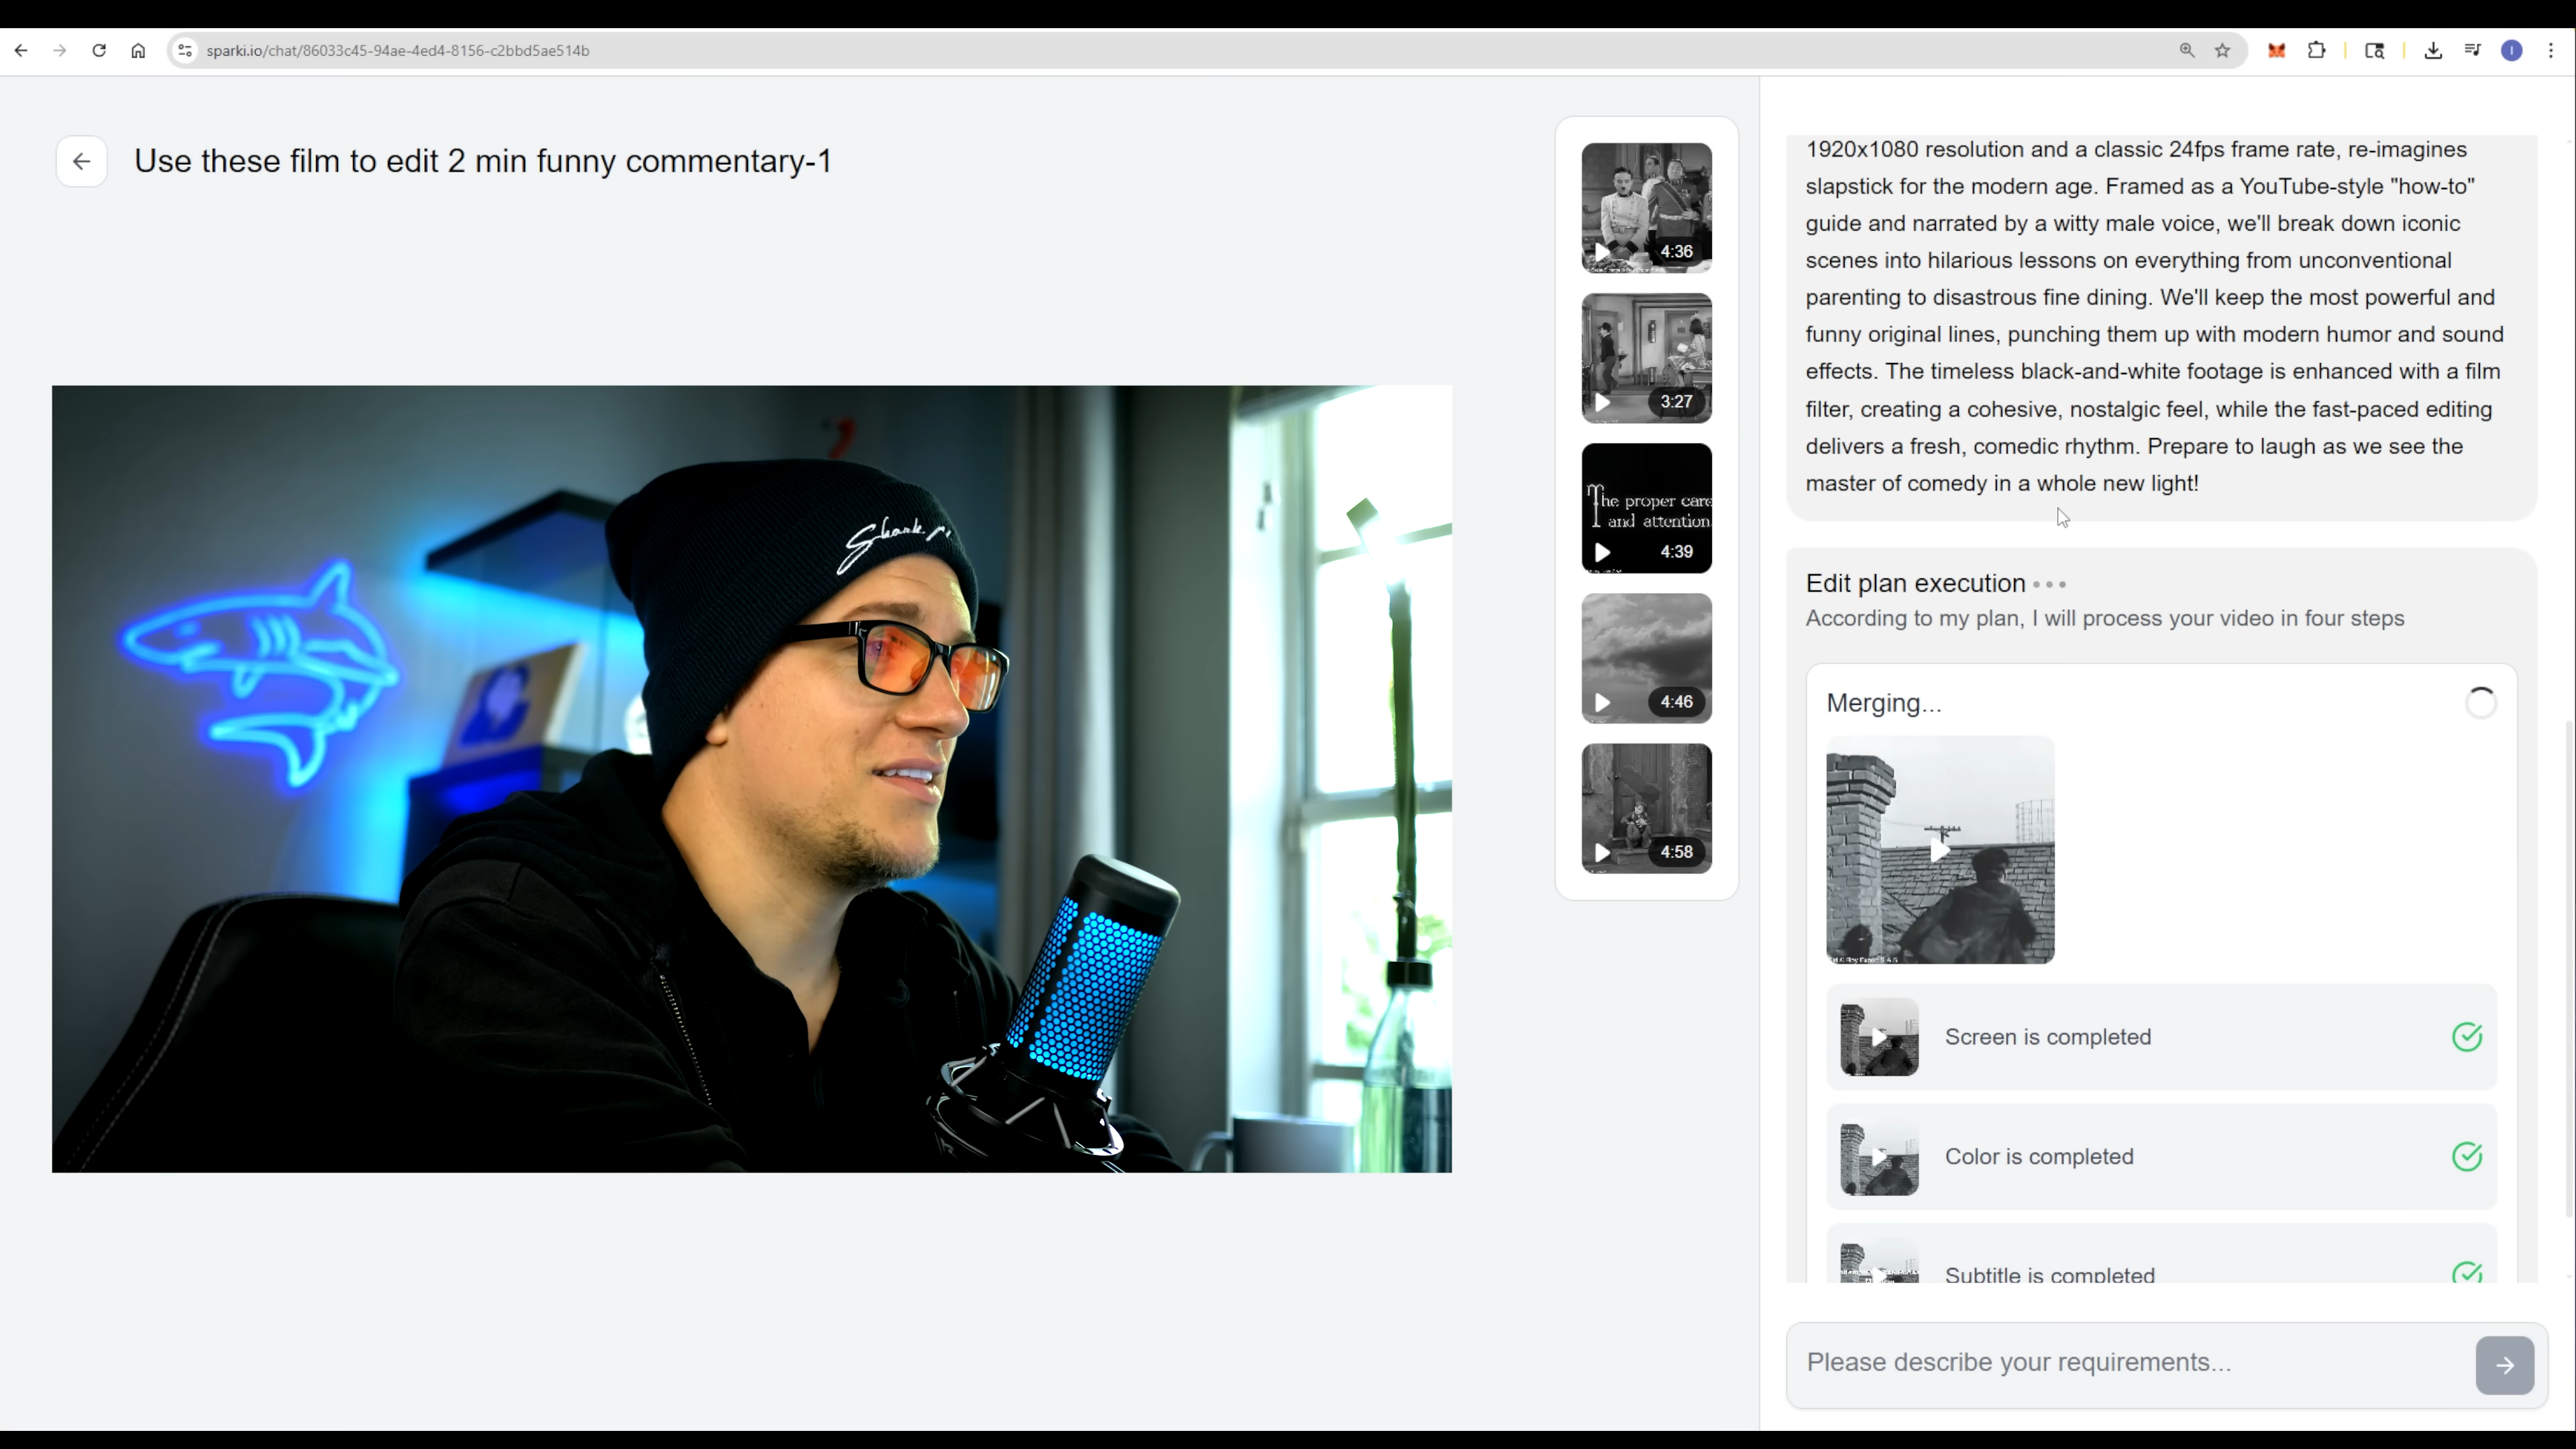 sparki.io/chat/86033c45-94ae-4ed4-8156-c2bbd5ae514b
I
Use these film to edit 2 min funny commentary-1
4:36
3:27
The proper care
and attention
4:39
4:46
4:58
1920x1080 resolution and a classic 24fps frame rate, re-imagines
slapstick for the modern age. Framed as a YouTube-style "how-to"
guide and narrated by a witty male voice, we'll break down iconic
scenes into hilarious lessons on everything from unconventional
parenting to disastrous fine dining. We'll keep the most powerful and
funny original lines, punching them up with modern humor and sound
effects. The timeless black-and-white footage is enhanced with a film
filter, creating a cohesive, nostalgic feel, while the fast-paced editing
delivers a fresh, comedic rhythm. Prepare to laugh as we see the
master of comedy in a whole new light!
Edit plan execution
According to my plan, I will process your video in four steps
Merging...
Screen is completed
Color is completed
Subtitle is completed
Please describe your requirements...